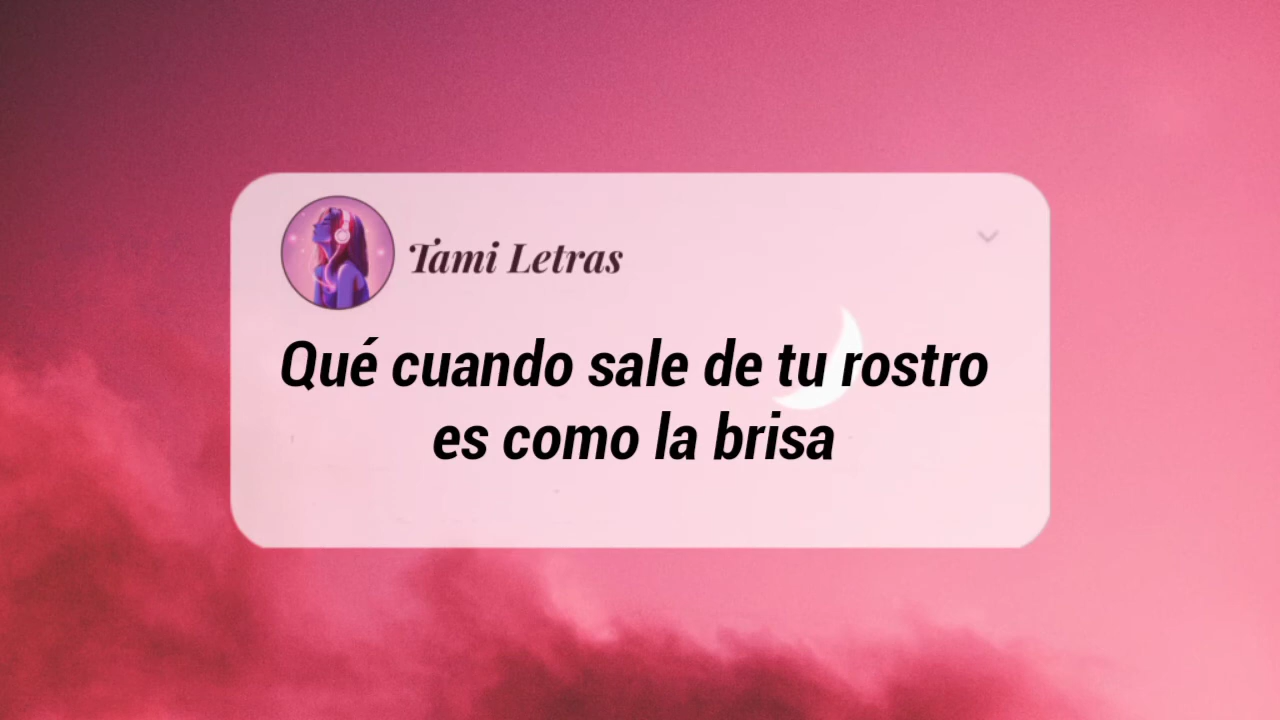 Tami Letras
Qué cuando sale de tu rostro
es como la brisa